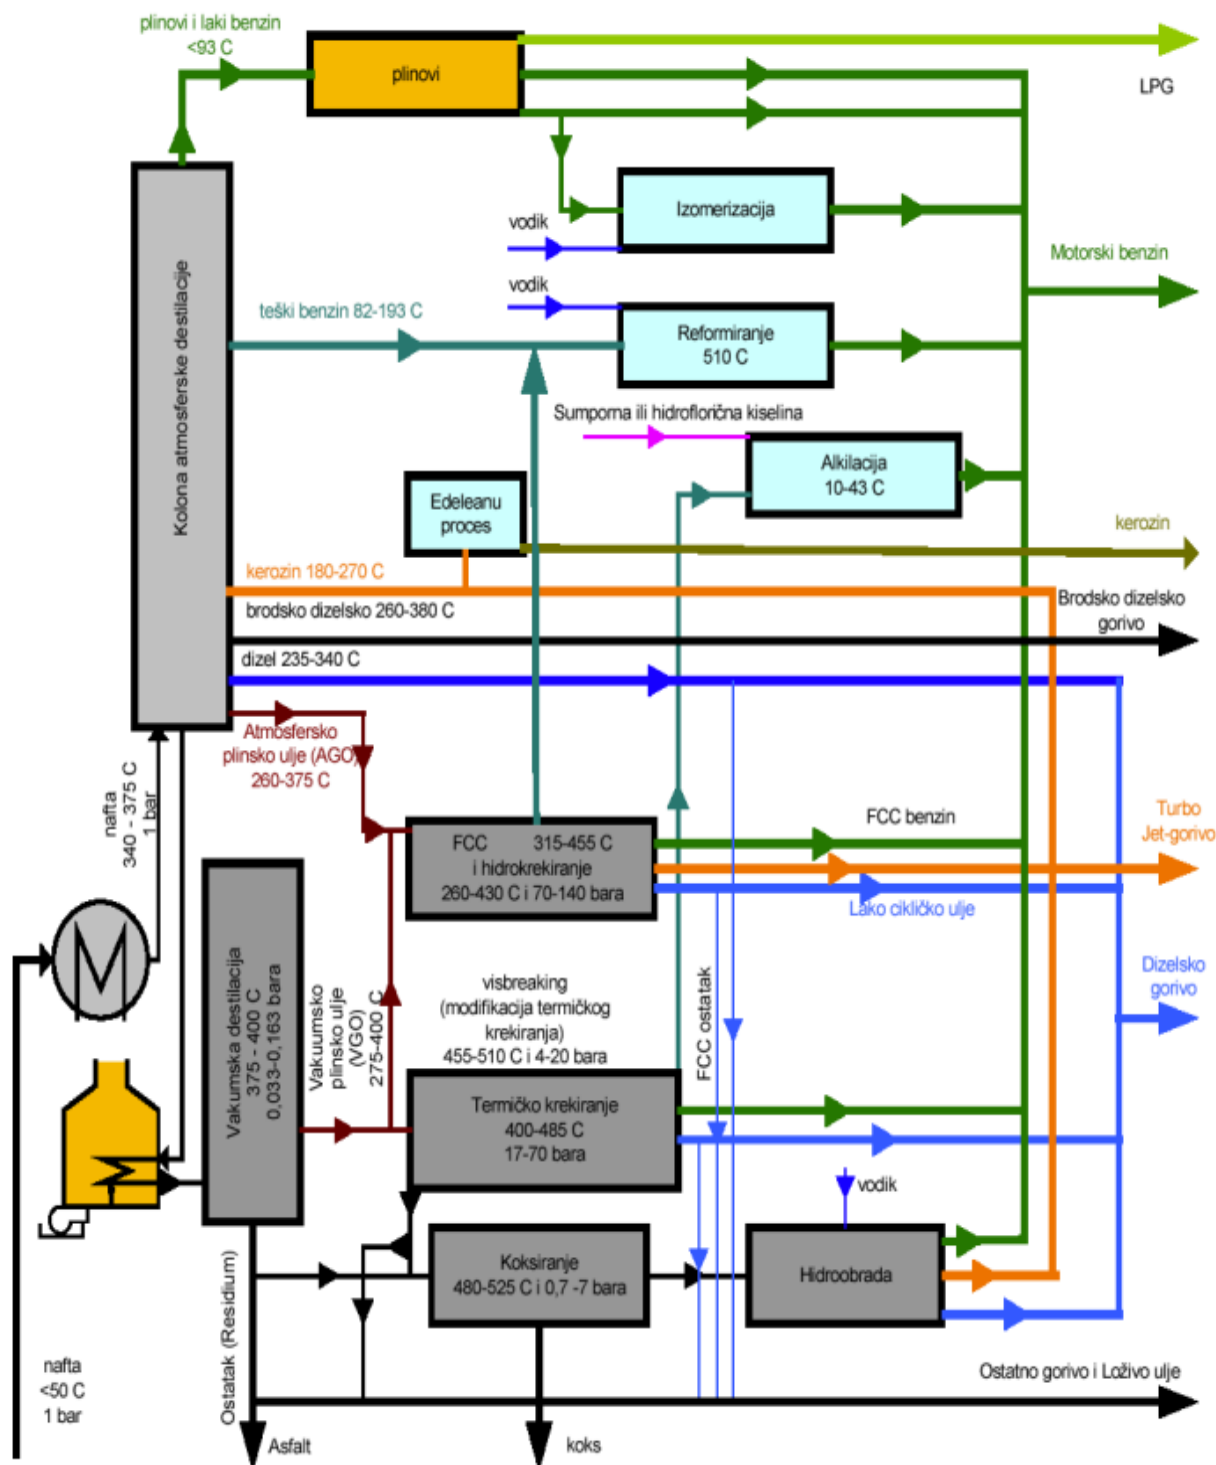 plinovi i laki benzin
<93 C
plinovi
LPG
Kolona atmosferske destilacije
Izomerizacija
vodik
Motorski benzin
vodik
teški benzin 82-193 C
Reformiranje
510 C
Sumporna ili hidroflorična kiselina
Alkilacija
10-43 C
Edeleanu
proces
kerozin
kerozin 180-270 C
brodsko dizelsko 260-380 C
Brodsko dizelsko
gorivo
dizel 235-340 C
Atmosfersko
plinsko ulje (AGO)
260-375 C
nafta
340 - 375 C
1 bar
FCC 315-455 C
i hidrokrekiranje
260-430 C i 70-140 bara
FCC benzin
Turbo
Jet-gorivo
Lako cikličko ulje
Vakumska destilacija
375 - 400 C
0,033-0,163 bara
Vakuumsko
plinsko ulje
(VGO)
275-400 C
visbreaking
(modifikacija termičkog
krekiranja)
455-510 C i 4-20 bara
FCC ostatak
Dizelsko
gorivo
Termičko krekiranje
400-485 C
17-70 bara
vodik
Koksiranje
480-525 C i 0,7 -7 bara
Hidroobrada
Ostatak (Residium)
nafta
<50 C
1 bar
Ostatno gorivo i Loživo ulje
Asfalt
koks